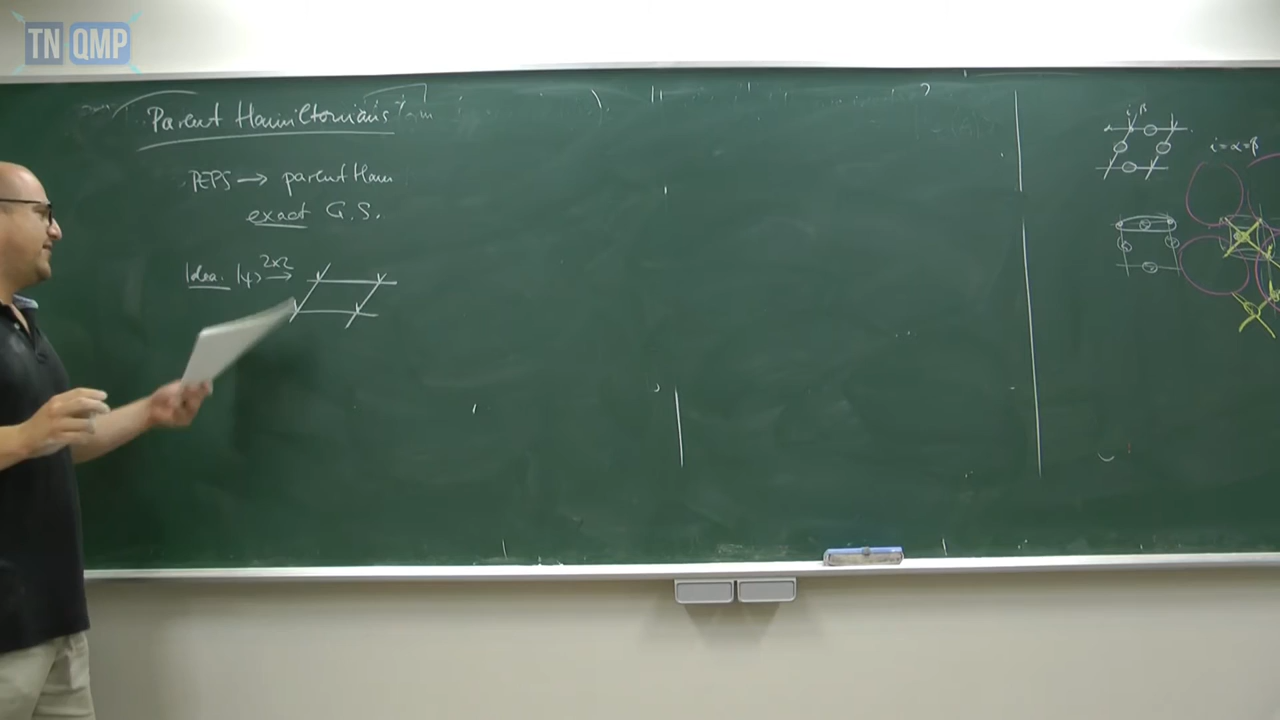 TN QMP
Parent Hamiltonians
PEPS → parent Ham
exact G.S.
Idea: |ψ> 2x2 →
i β
α
i=α=β